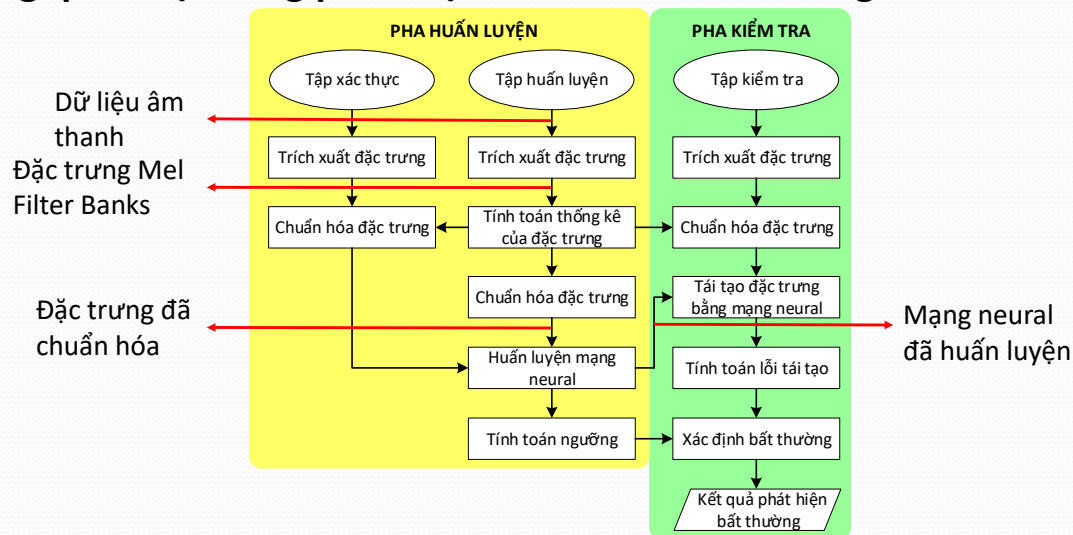 PHA HUẤN LUYỆN
PHA KIỂM TRA
Tập xác thực
Tập huấn luyện
Tập kiểm tra
Dữ liệu âm
thanh
Trích xuất đặc trưng
Trích xuất đặc trưng
Trích xuất đặc trưng
Đặc trưng Mel
Filter Banks
Chuẩn hóa đặc trưng
Tính toán thống kê
của đặc trưng
Chuẩn hóa đặc trưng
Chuẩn hóa đặc trưng
Tái tạo đặc trưng
bằng mạng neural
Đặc trưng đã
chuẩn hóa
Mạng neural
đã huấn luyện
Huấn luyện mạng
neural
Tính toán lỗi tái tạo
Tính toán ngưỡng
Xác định bất thường
Kết quả phát hiện
bất thường